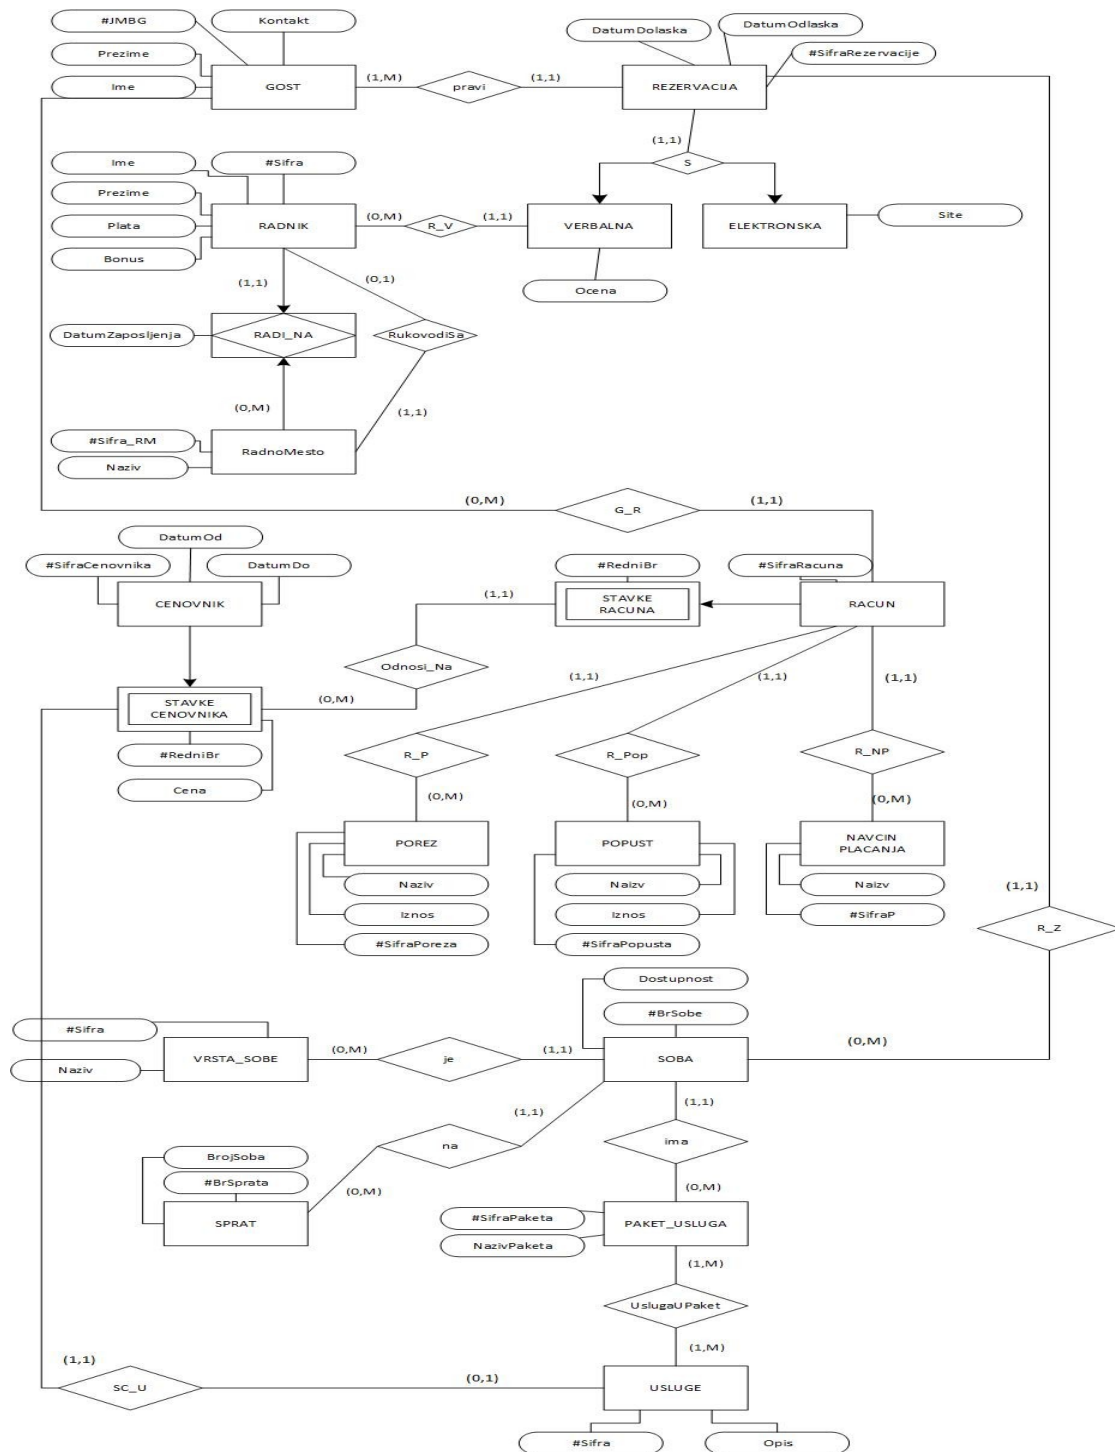 #JMBG
Kontakt
DatumDolaska
DatumOdlaska
Prezime
#SifraRezervacije
Ime
GOST
(1,M)
pravi
(1,1)
REZERVACIJA
(1,1)
S
Ime
#Sifra
Prezime
Plata
RADNIK
(0,M)
R_V
(1,1)
VERBALNA
ELEKTRONSKA
Site
Bonus
Ocena
(1,1)
(0,1)
DatumZaposljenja
RADI_NA
RukovodiSa
(0,M)
(1,1)
#Sifra_RM
RadnoMesto
Naziv
(0,M)
G_R
(1,1)
DatumOd
#SifraCenovnika
DatumDo
#RedniBr
#SifraRacuna
CENOVNIK
(1,1)
STAVKE
RACUNA
RACUN
Odnosi_Na
(1,1)
(1,1)
(1,1)
STAVKE
CENOVNIKA
(0,M)
#RedniBr
R_P
R_Pop
R_NP
Cena
(0,M)
(0,M)
(0,M)
POREZ
POPUST
NAVCIN
PLACANJA
Naziv
Naizv
Naizv
Iznos
Iznos
#SifraP
(1,1)
#SifraPoreza
#SifraPopusta
R_Z
Dostupnost
#BrSobe
#Sifra
VRSTA_SOBE
(0,M)
je
(1,1)
SOBA
(0,M)
Naziv
(1,1)
(1,1)
na
ima
BrojSoba
#BrSprata
(0,M)
(0,M)
SPRAT
#SifraPaketa
PAKET_USLUGA
NazivPaketa
(1,M)
UslugaUPaket
(1,M)
(1,1)
SC_U
(0,1)
USLUGE
#Sifra
Opis